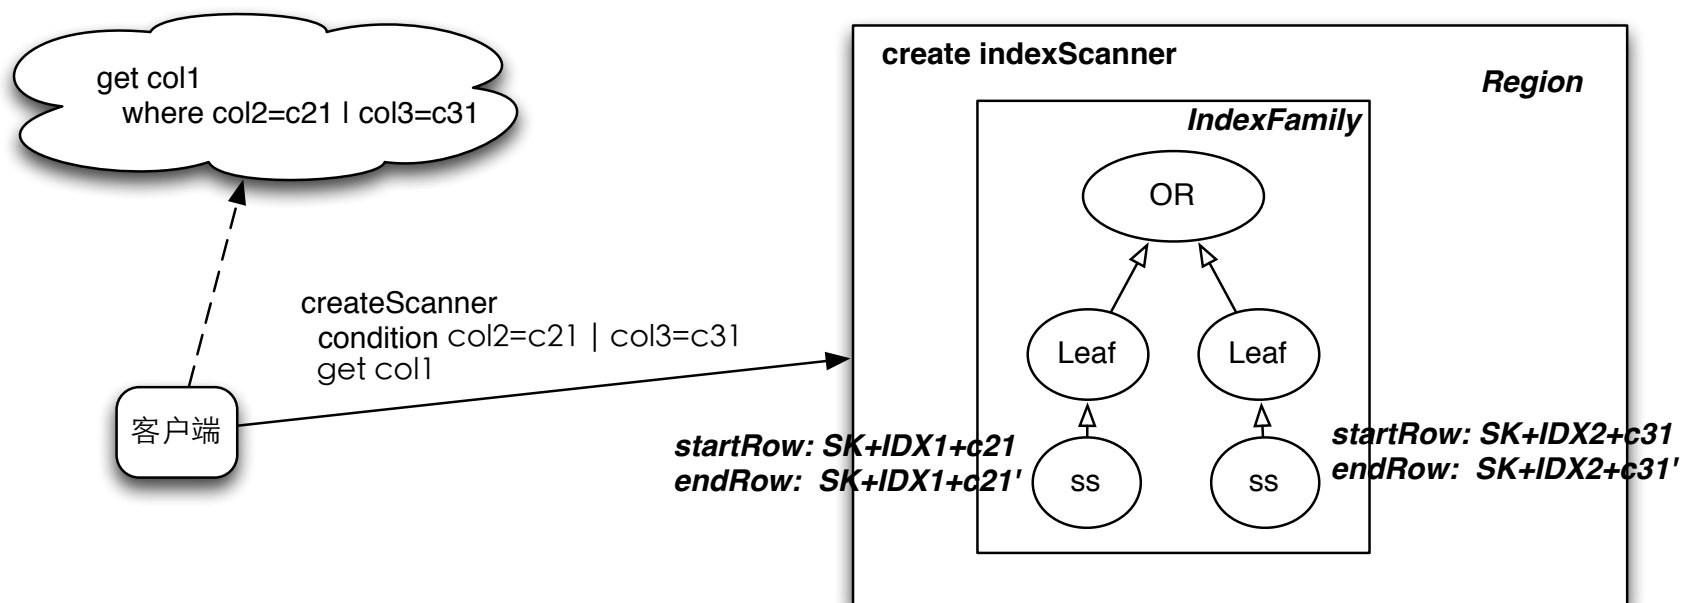 get col1
where col2=c21 | col3=c31
create indexScanner
Region
IndexFamily
OR
createScanner
condition col2=c21 | col3=c31
get col1
Leaf
Leaf
客户端
startRow: SK+IDX1+c21
endRow: SK+IDX1+c21'
ss
ss
startRow: SK+IDX2+c31
endRow: SK+IDX2+c31'